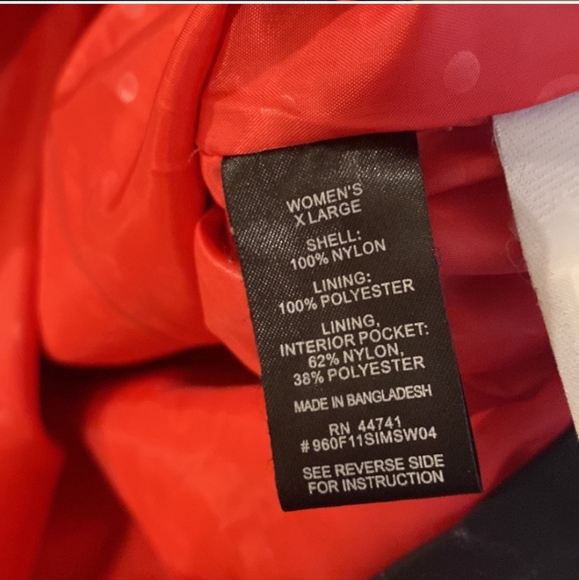 WOMEN'S
X LARGE
SHELL:
100% NYLON
LINING:
100% POLYESTER
LINING,
INTERIOR POCKET:
62% NYLON,
38% POLYESTER
MADE IN BANGLADESH
RN 44741
#960F11SIMSW04
SEE REVERSE SIDE
FOR INSTRUCTION